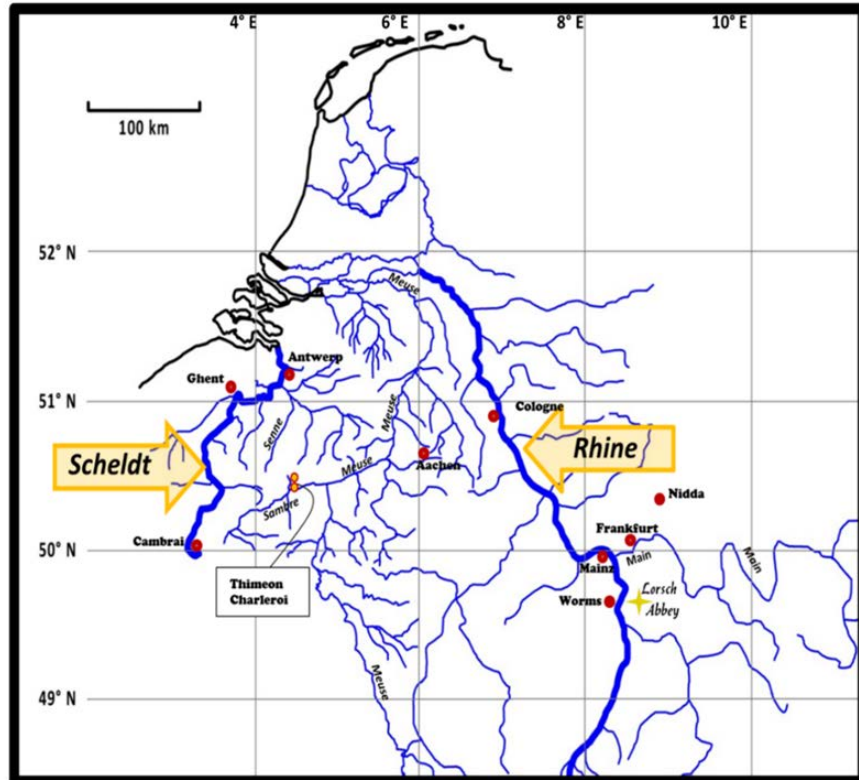 4° E 6° E 8° E 10° E
100 km
52° N
Meuse
Antwerp
Ghent
51° N
Cologne
Senne
Meuse
Scheldt
Rhine
Meuse
Aachen
Nidda
Sambre
Frankfurt
Cambrai
50° N
Main
Main
Mainz
Thimeon
Charleroi
Worms
Lorsch
Abbey
Meuse
49° N